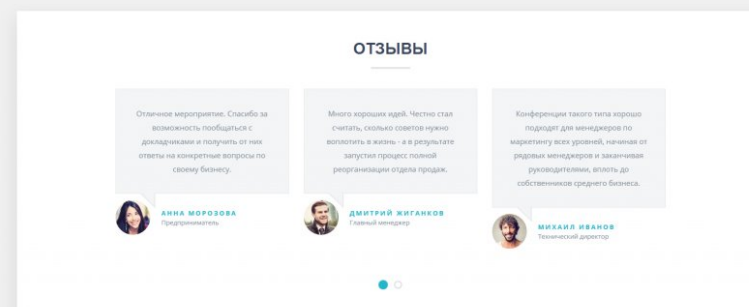 ОТЗЫВЫ
Отличное мероприятие. Спасибо за
возможность пообщаться с
докладчиками и получить от них
ответы на конкретные вопросы по
своему бизнесу.
АННА МОРОЗОВА
Предприниматель
Много хороших идей. Честно стал
считать, сколько советов нужно
воплотить в жизнь - а в результате
запустил процесс полной
реорганизации отдела продаж.
ДМИТРИЙ ЖИГАНКОВ
Главный менеджер
Конференции такого типа хорошо
подходят для менеджеров по
маркетингу всех уровней, начиная от
рядовых менеджеров и заканчивая
руководителями, вплоть до
собственников среднего бизнеса.
МИХАИЛ ИВАНОВ
Технический директор